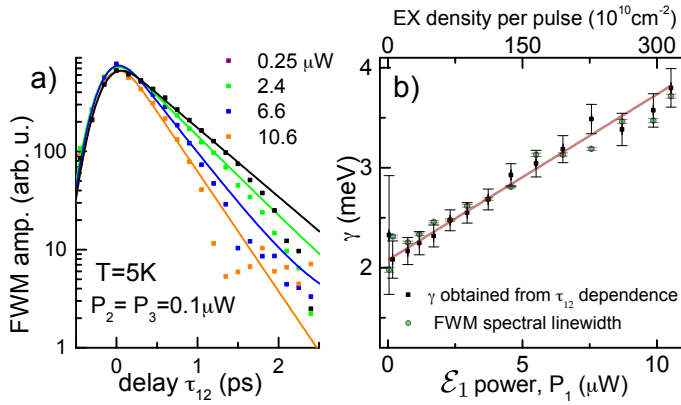 a)
0.25 μW
2.4
6.6
10.6
T=5K
P₂= P₃=0.1μW
FWM amp. (arb. u.)
100
10
1
0
1
2
delay τ₁₂ (ps)
EX density per pulse (10¹⁰cm⁻²)
0
150
300
b)
γ (meV)
4
3
2
1
γ obtained from τ₁₂ dependence
FWM spectral linewidth
0
5
10
ℰ₁ power, P₁ (μW)